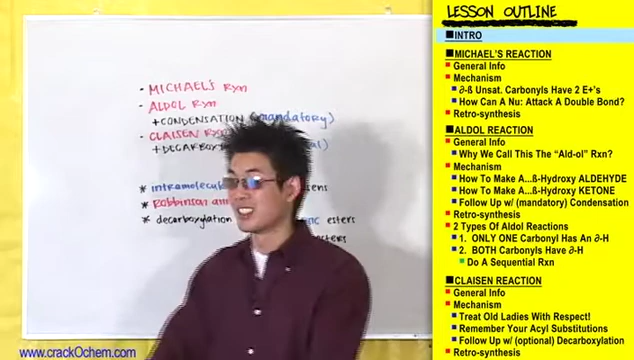 - MICHAEL'S Rxn
- ALDOL Rxn
+CONDENSATION (mandatory)
- CLAISEN Rxn
* decarboxylation esters
www.crackOchem.com
LESSON OUTLINE
■INTRO
■MICHAEL'S REACTION
■General Info
■Mechanism
■∂-ß Unsat. Carbonyls Have 2 E+'s
■How Can A Nu: Attack A Double Bond?
■Retro-synthesis
■ALDOL REACTION
■General Info
■Why We Call This The "Ald-ol" Rxn?
■Mechanism
■How To Make A...ß-Hydroxy ALDEHYDE
■How To Make A...ß-Hydroxy KETONE
■Follow Up w/ (mandatory) Condensation
■Retro-synthesis
■2 Types Of Aldol Reactions
■1. ONLY ONE Carbonyl Has An ∂-H
■2. BOTH Carbonyls Have ∂-H
■Do A Sequential Rxn
■CLAISEN REACTION
■General Info
■Mechanism
■Treat Old Ladies With Respect!
■Remember Your Acyl Substitutions
■Follow Up w/ (optional) Decarboxylation
■Retro-synthesis